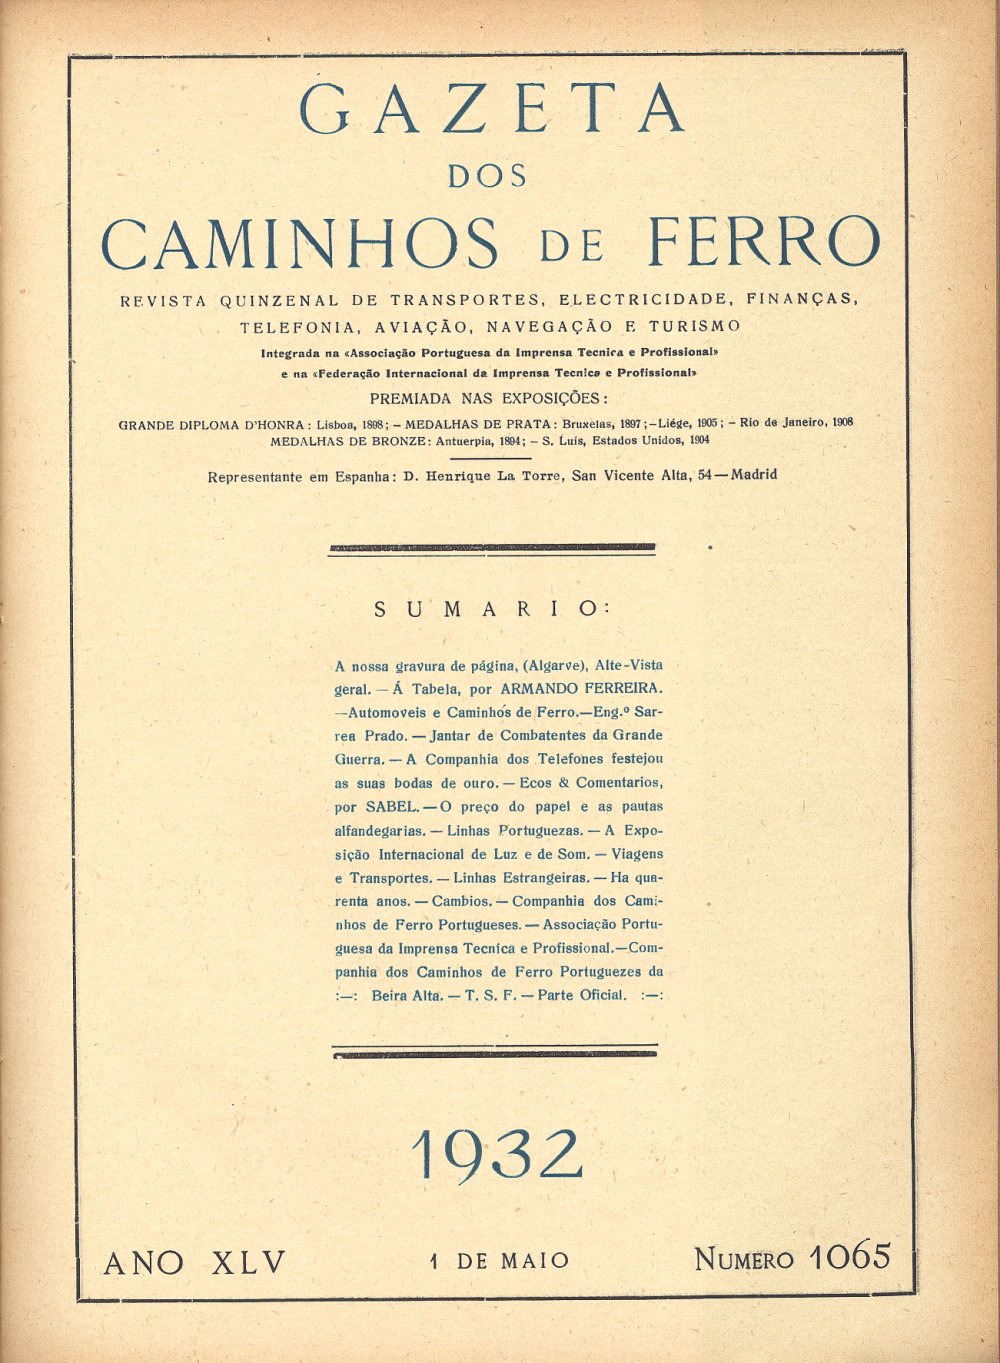 GAZETA
DOS
CAMINHOS DE FERRO
REVISTA QUINZENAL DE TRANSPORTES, ELECTRICIDADE, FINANÇAS,
TELEFONIA, AVIAÇÃO, NAVEGAÇÃO E TURISMO
Integrada na «Associação Portuguesa da Imprensa Tecnica e Profissional»
e na «Federação Internacional da Imprensa Tecnica e Profissional»
PREMIADA NAS EXPOSIÇÕES:
GRANDE DIPLOMA D'HONRA: Lisboa, 1898; – MEDALHAS DE PRATA: Bruxelas, 1897;–Liége, 1905; – Rio de Janeiro, 1908
MEDALHAS DE BRONZE: Antuerpia, 1894; – S. Luís, Estados Unidos, 1904
Representante em Espanha: D. Henrique La Torre, San Vicente Alta, 54—Madrid
SUMARIO:
A nossa gravura de página, (Algarve), Alte-Vista
geral. — Á Tabela, por ARMANDO FERREIRA.
—Automoveis e Caminhos de Ferro.—Eng.º Sar-
rea Prado. — Jantar de Combatentes da Grande
Guerra. — A Companhia dos Telefones festejou
as suas bodas de ouro. — Ecos & Comentarios,
por SABEL. — O preço do papel e as pautas
alfandegarias. — Linhas Portuguezas. — A Expo-
sição Internacional de Luz e de Som. — Viagens
e Transportes. — Linhas Estrangeiras. — Ha qua-
renta anos. — Cambios. — Companhia dos Cami-
nhos de Ferro Portugueses. — Associação Portu-
guesa da Imprensa Tecnica e Profissional.—Com-
panhia dos Caminhos de Ferro Portuguezes da
:—: Beira Alta. — T. S. F. — Parte Oficial. :—:
1932
ANO XLV
1 DE MAIO
NUMERO 1065